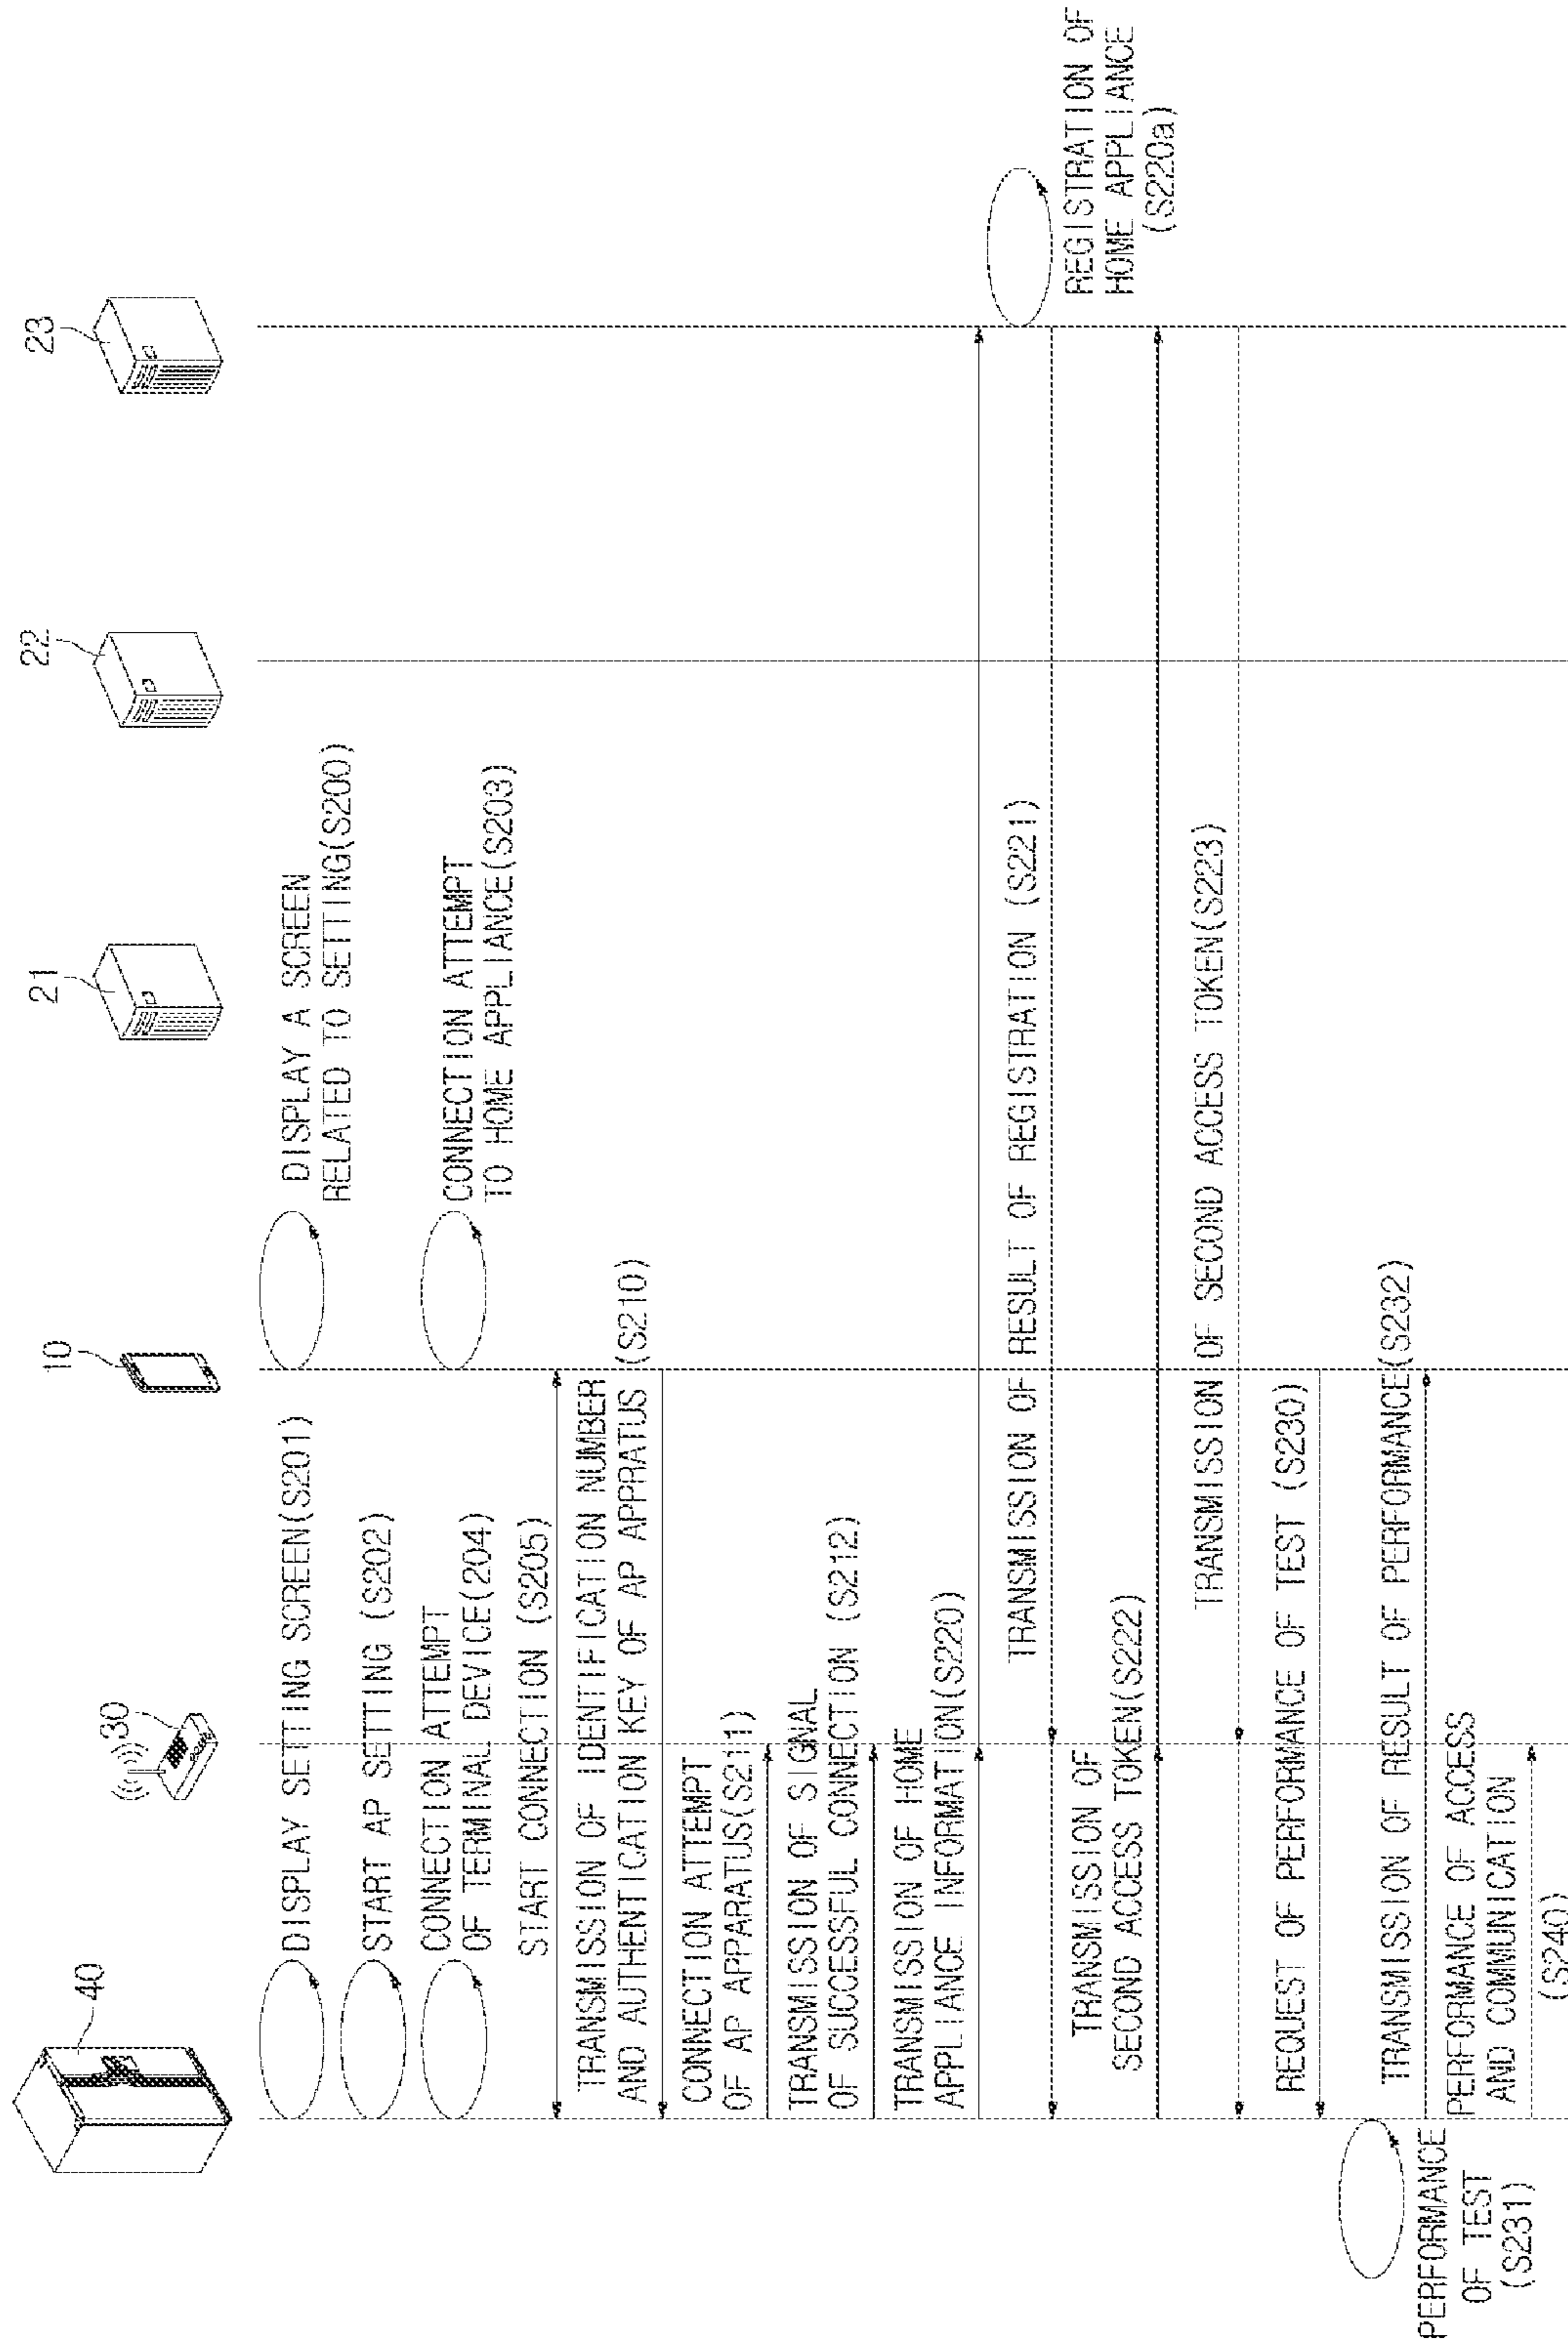 40
30
10
21
22
23
DISPLAY SETTING SCREEN(S201)
DISPLAY A SCREEN
RELATED TO SETTING(S200)
START AP SETTING (S202)
CONNECTION ATTEMPT
OF TERMINAL DEVICE(204)
CONNECTION ATTEMPT
TO HOME APPLIANCE(S203)
START CONNECTION (S205)
TRANSMISSION OF IDENTIFICATION NUMBER
AND AUTHENTICATION KEY OF AP APPRATUS (S210)
CONNECTION ATTEMPT
OF AP APPARATUS(S211)
TRANSMISSION OF SIGNAL
OF SUCCESSFUL CONNECTION (S212)
TRANSMISSION OF HOME
APPLIANCE INFORMATION(S220)
REGISTRATION OF
HOME APPLIANCE
(S220a)
TRANSMISSION OF RESULT OF REGISTRATION (S221)
TRANSMISSION OF
SECOND ACCESS TOKEN(S222)
TRANSMISSION OF SECOND ACCESS TOKEN(S223)
REQUEST OF PERFORMANCE OF TEST (S230)
PERFORMANCE
OF TEST
(S231)
TRANSMISSION OF RESULT OF PERFORMANCE(S232)
PERFORMANCE OF ACCESS
AND COMMUNICATION
(S240)